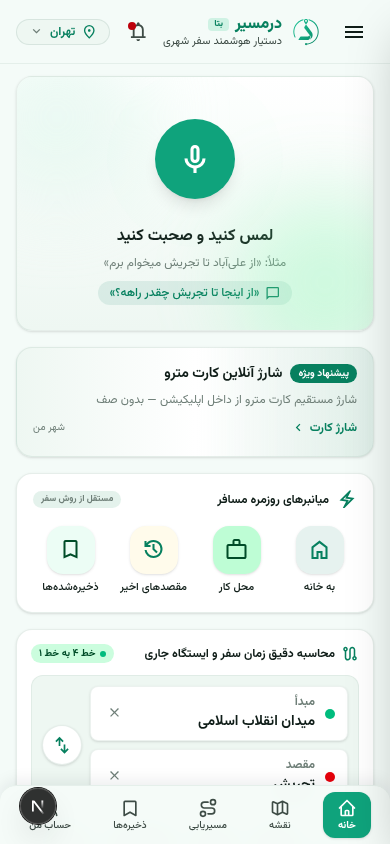 درمسیر بتا
دستیار هوشمند سفر شهری
تهران
لمس کنید و صحبت کنید
مثلاً: «از علی‌آباد تا تجریش میخوام برم»
«از اینجا تا تجریش چقدر راهه؟»
پیشنهاد ویژه شارژ آنلاین کارت مترو
شارژ مستقیم کارت مترو از داخل اپلیکیشن — بدون صف
شارژ کارت
شهر من
میانبرهای روزمره مسافر
مستقل از روش سفر
به خانه
محل کار
مقصدهای اخیر
ذخیره‌شده‌ها
محاسبه دقیق زمان سفر و ایستگاه جاری
خط ۴ به خط ۱
مبدأ
میدان انقلاب اسلامی
مقصد
تجریش
خانه
نقشه
مسیریابی
ذخیره‌ها
حساب من
N